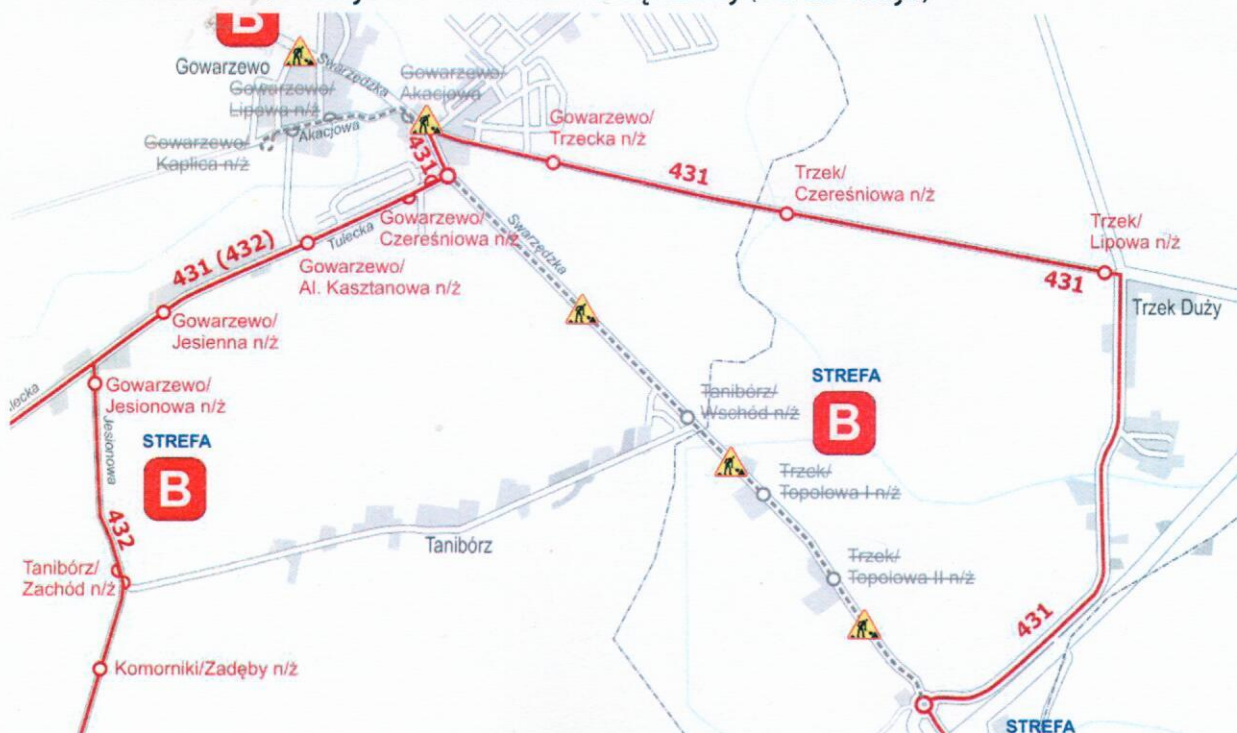 B
Gowarzewo
Swarzędzka
Gowarzewo/
Akacjowa
Gowarzewo/
Lipowa n/ż
Akacjowa
Gowarzewo/
Kaplica n/ż
431
Gowarzewo/
Trzecka n/ż
431
Trzek/
Czereśniowa n/ż
Trzek/
Lipowa n/ż
431
Trzek Duży
Gowarzewo/
Czereśniowa n/ż
Tulecka
Swarzędzka
431 (432)
Gowarzewo/
Al. Kasztanowa n/ż
Gowarzewo/
Jesienna n/ż
Gowarzewo/
Jesionowa n/ż
Jesionowa
STREFA
B
432
STREFA
B
Tanibórz/
Wschód n/ż
Trzek/
Topolowa I n/ż
Tanibórz
Trzek/
Topolowa II n/ż
Tanibórz/
Zachód n/ż
431
Komorniki/Zadęby n/ż
STREFA